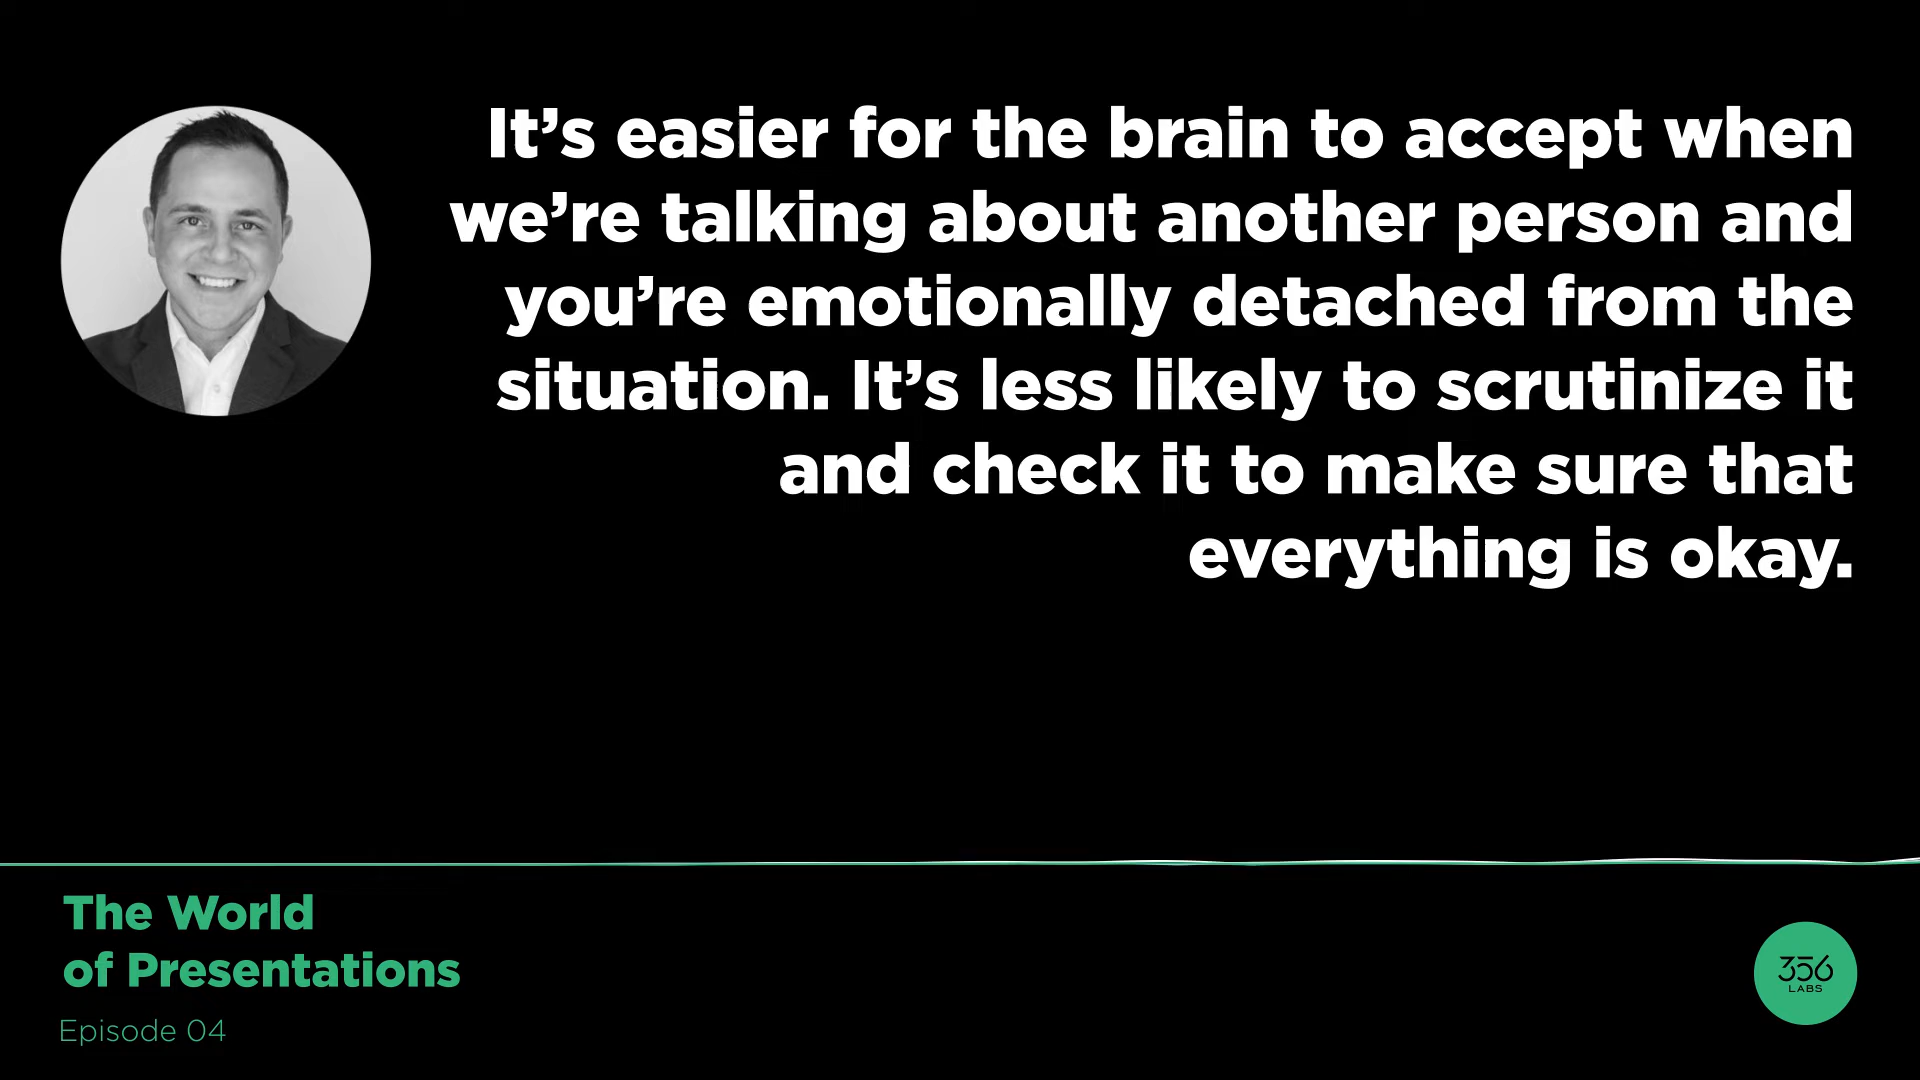 It’s easier for the brain to accept when
we’re talking about another person and
you’re emotionally detached from the
situation. It’s less likely to scrutinize it
and check it to make sure that
everything is okay.
The World
of Presentations
Episode 04
356
LABS